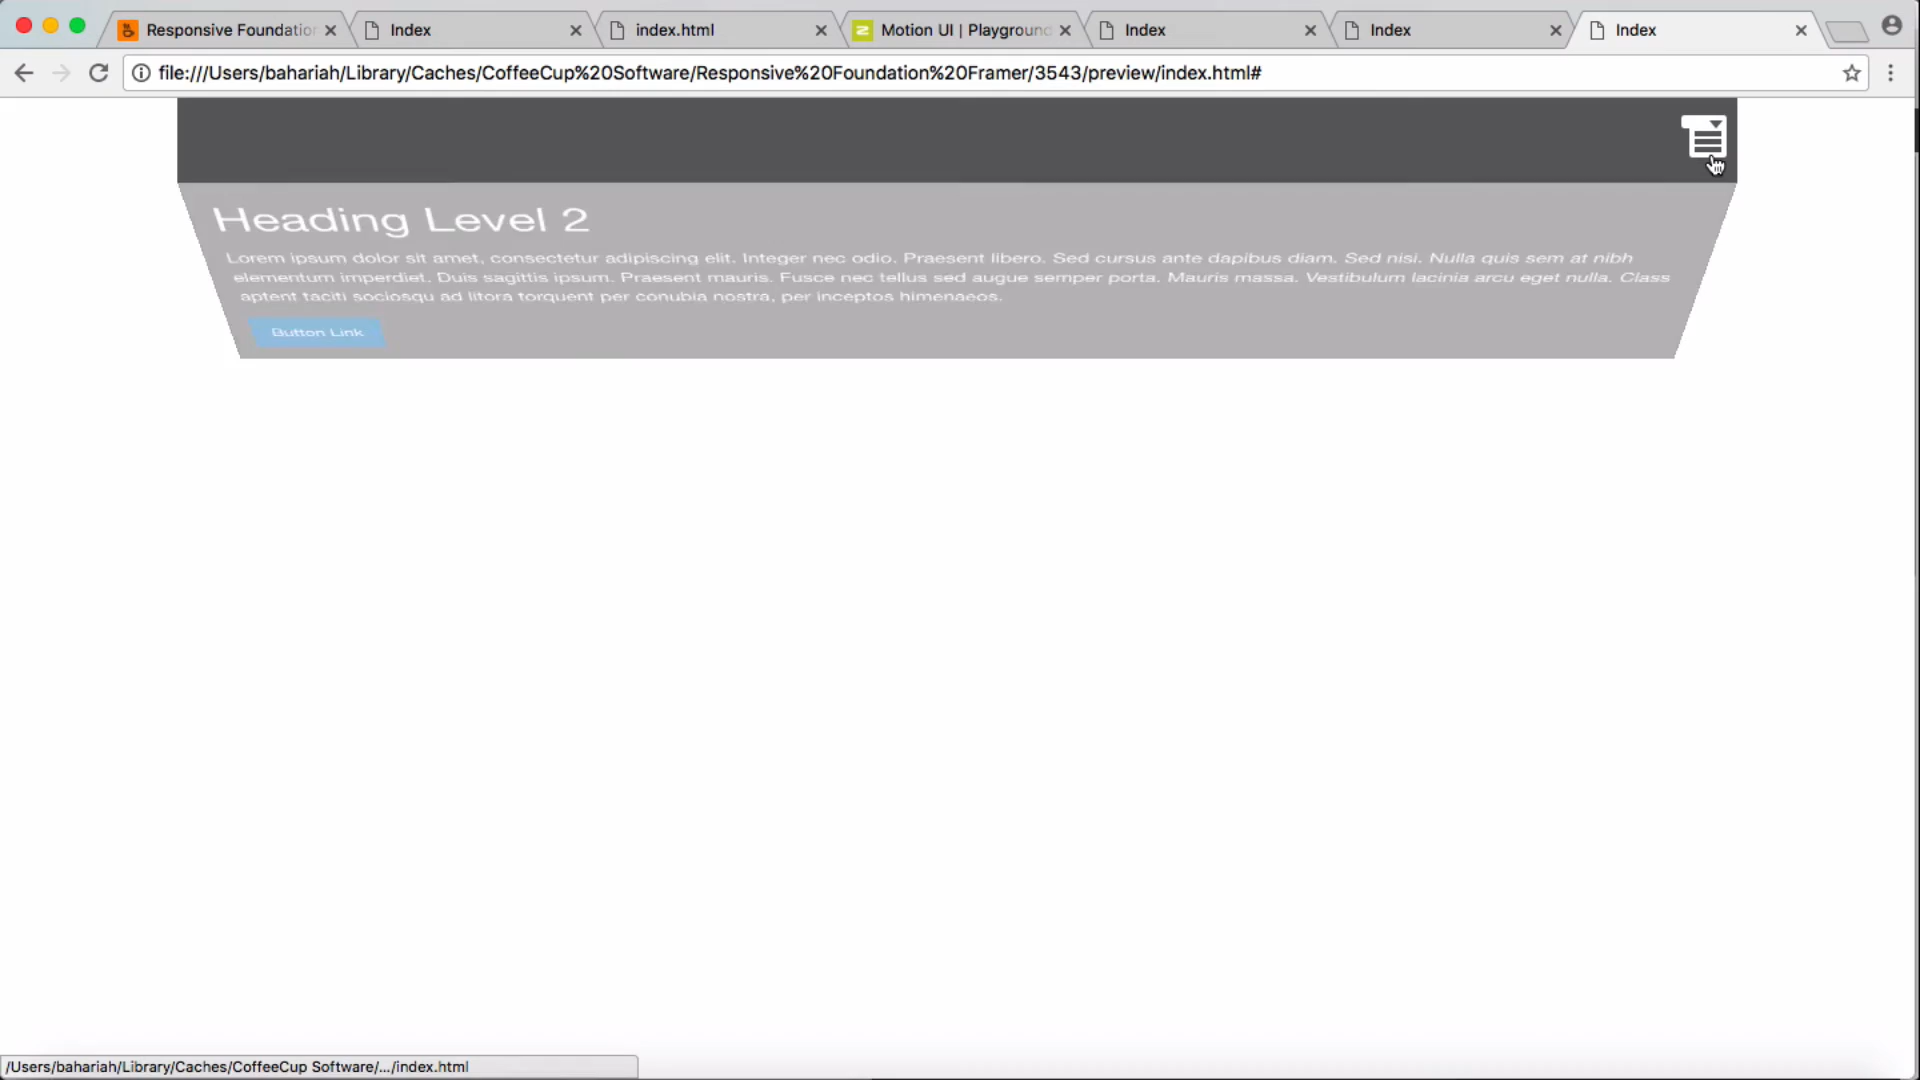 Responsive Foundation
Index
index.html
Motion UI | Playground
Index
Index
Index
file:///Users/bahariah/Library/Caches/CoffeeCup%20Software/Responsive%20Foundation%20Framer/3543/preview/index.html#
Heading Level 2
Lorem ipsum dolor sit amet, consectetur adipiscing elit. Integer nec odio. Praesent libero. Sed cursus ante dapibus diam. Sed nisi. Nulla quis sem at nibh
elementum imperdiet. Duis sagittis ipsum. Praesent mauris. Fusce nec tellus sed augue semper porta. Mauris massa. Vestibulum lacinia arcu eget nulla. Class
aptent taciti sociosqu ad litora torquent per conubia nostra, per inceptos himenaeos.
Button Link
/Users/bahariah/Library/Caches/CoffeeCup Software/.../index.html